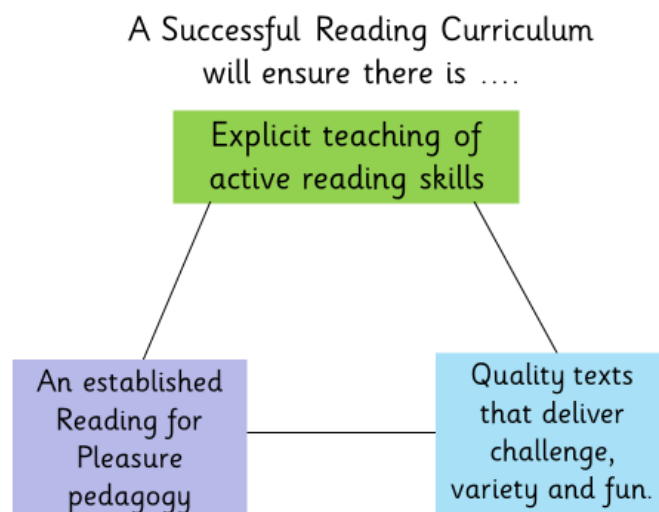 A Successful Reading Curriculum
will ensure there is ....
Explicit teaching of
active reading skills
An established
Reading for
Pleasure
pedagogy
Quality texts
that deliver
challenge,
variety and fun.